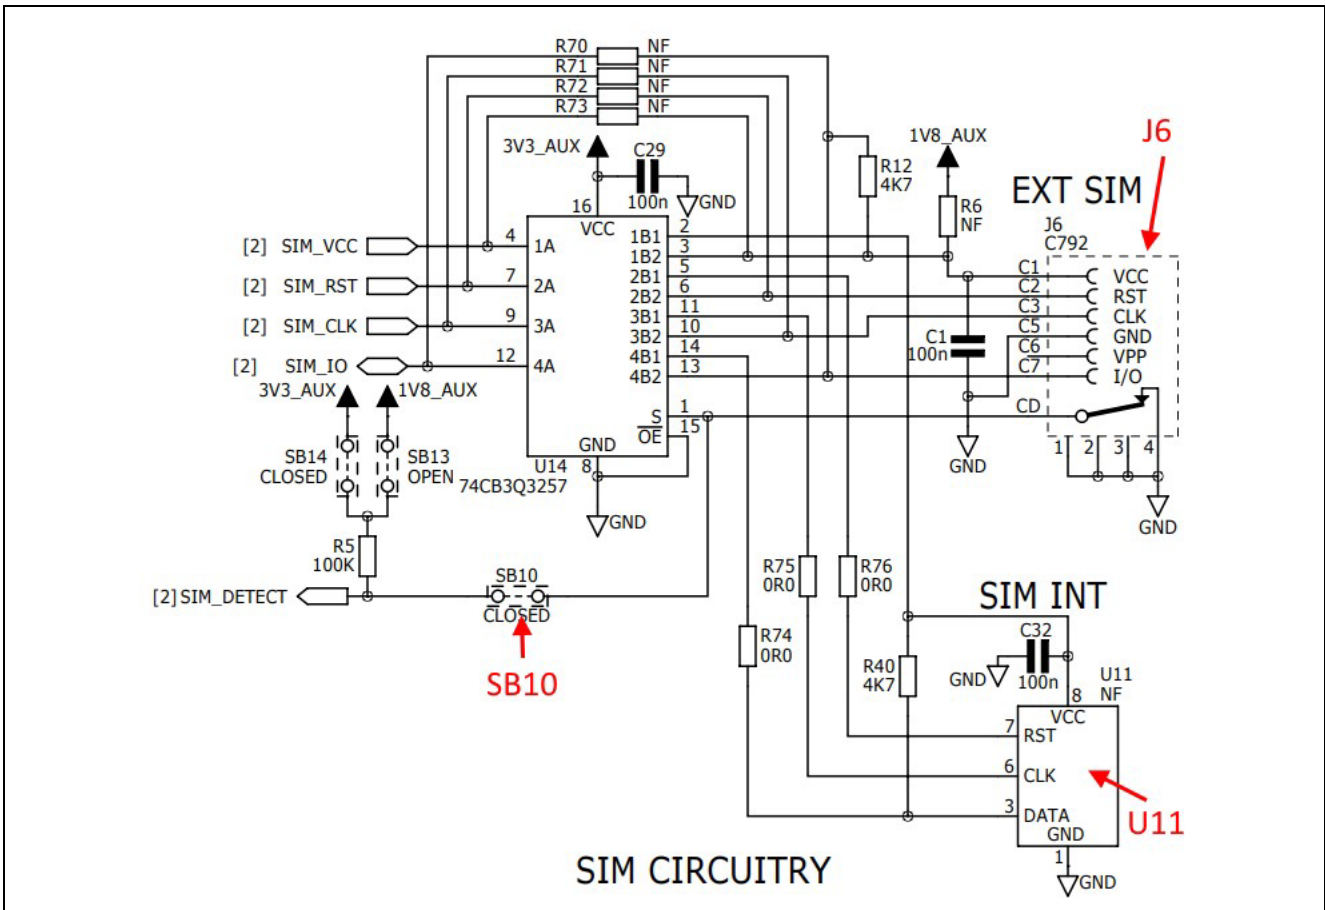 R70 NF
R71 NF
R72 NF
R73 NF
3V3_AUX
C29
100n
GND
1V8_AUX
R12
4K7
R6
NF
EXT SIM
J6
J6
C792
16
VCC
[2] SIM_VCC 4 1A
[2] SIM_RST 7 2A
[2] SIM_CLK 9 3A
[2] SIM_IO 12 4A
1B1 2
1B2 3
2B1 5
2B2 6
3B1 11
3B2 10
4B1 14
4B2 13
S 1
OE 15
GND
8
U14
74CB3Q3257
GND
C1 VCC
C2 RST
C3 CLK
C5 GND
C6 VPP
C7 I/O
CD
C1
100n
GND
1 2 3 4
GND
3V3_AUX 1V8_AUX
SB14
CLOSED
SB13
OPEN
R5
100K
[2] SIM_DETECT
SB10
CLOSED
SB10
R75
0R0
R76
0R0
R74
0R0
R40
4K7
SIM INT
C32
100n
GND
U11
NF
8
VCC
7 RST
6 CLK
3 DATA
GND
1
GND
U11
SIM CIRCUITRY